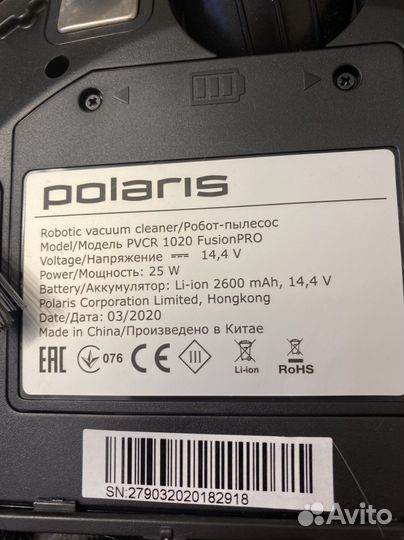 polaris
Robotic vacuum cleaner/Робот-пылесос
Model/Модель PVCR 1020 FusionPRO
Voltage/Напряжение 14,4 V
Power/Мощность: 25 W
Battery/Аккумулятор: Li-ion 2600 mAh, 14,4 V
Polaris Corporation Limited, Hongkong
Date/Дата: 03/2020
Made in China/Произведено в Китае
EAC 076 CE III
Li-ion RoHS
SN:279032020182918
Avito